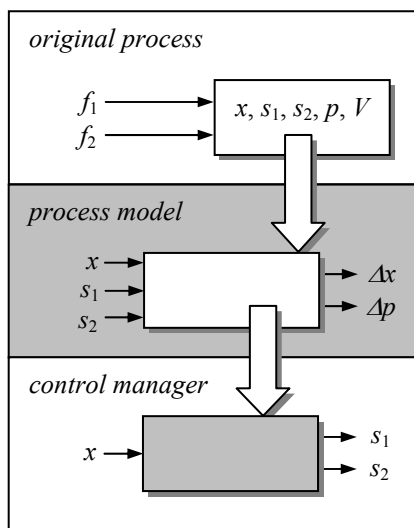 original process
f₁
f₂
x, s₁, s₂, p, V
process model
x
s₁
s₂
Δx
Δp
control manager
x
s₁
s₂